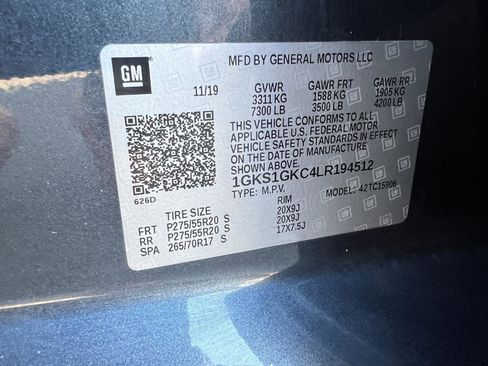 GM
MFD BY GENERAL MOTORS LLC
11/19 GVWR GAWR FRT GAWR RR
3311 KG 1588 KG 1905 KG
7300 LB 3500 LB 4200 LB
THIS VEHICLE CONFORMS TO ALL
APPLICABLE U.S. FEDERAL MOTOR
VEHICLE SAFETY STANDARDS IN EFFECT
ON THE DATE OF MANUFACTURE
SHOWN ABOVE.
1GKS1GKC4LR194512
626D TYPE: M.P.V. MODEL: 42TC15906
TIRE SIZE RIM
FRT P275/55R20 S 20X9J
RR P275/55R20 S 20X9J
SPA 265/70R17 S 17X7.5J